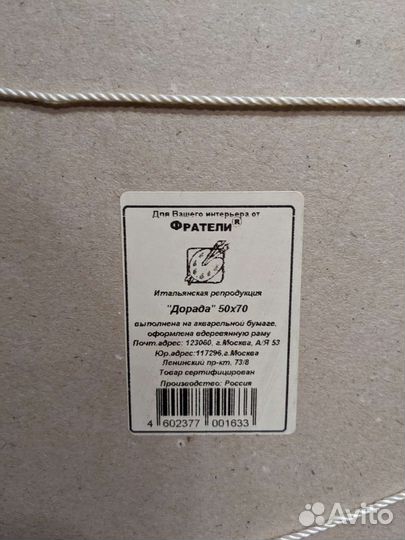 Для Вашего интерьера от
ФРАТЕЛИ®
Итальянская репродукция
"Дорада" 50x70
выполнена на акварельной бумаге,
оформлена вдеревянную раму
Почт.адрес: 123060, г.Москва, А/Я 53
Юр.адрес:117296,г.Москва
Ленинский пр-кт, 73/8
Товар сертифицирован
Производство: Россия
4 602377 001633
Avito